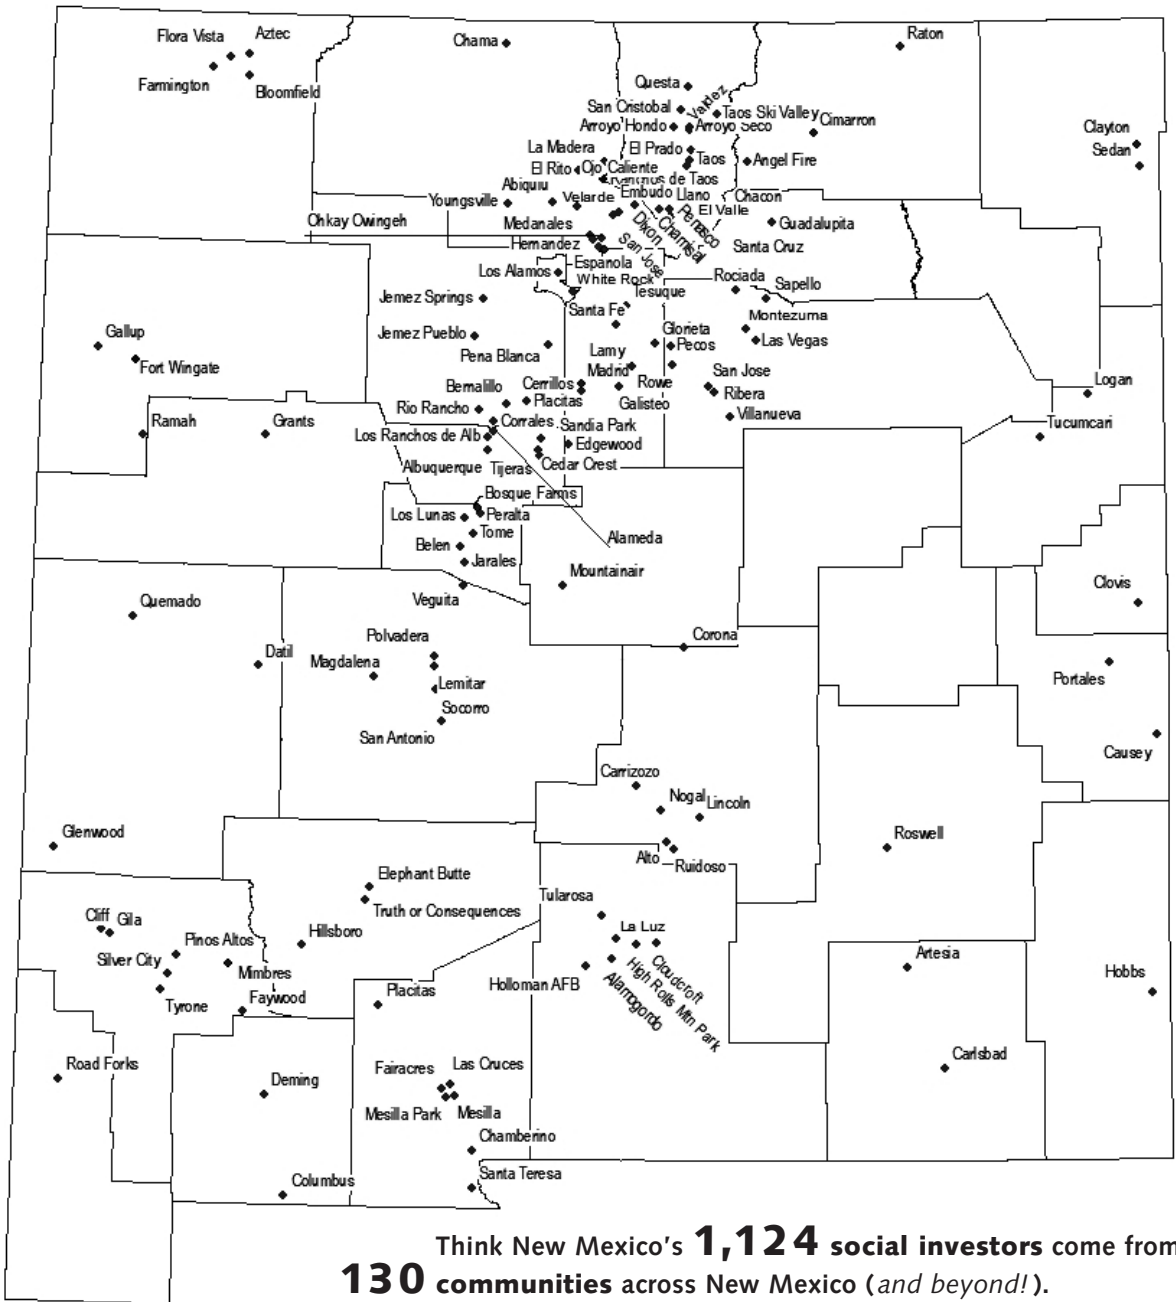 Flora Vista
Aztec
Farmington
Bloomfield
Chama
Raton
Questa
San Cristobal
Valdez
Taos Ski Valley
Cimarron
Arroyo Hondo
Arroyo Seco
Clayton
Sedan
La Madera
El Prado
Taos
Angel Fire
El Rito
Ojo Caliente
Ranchos de Taos
Abiquiu
Youngsville
Velarde
Embudo
Llano
Chacon
El Valle
Ohkay Owingeh
Medanales
Dixon
Chamisal
Penasco
Guadalupita
Hernandez
San Jose
Santa Cruz
Espanola
Los Alamos
White Rock
Rociada
Sapello
Jemez Springs
Tesuque
Santa Fe
Montezuma
Gallup
Jemez Pueblo
Glorieta
Las Vegas
Fort Wingate
Pena Blanca
Lamy
Pecos
Madrid
Rowe
San Jose
Logan
Bernalillo
Cerrillos
Placitas
Galisteo
Ribera
Rio Rancho
Villanueva
Ramah
Grants
Corrales
Sandia Park
Tucumcari
Los Ranchos de Alb
Edgewood
Albuquerque
Tijeras
Cedar Crest
Bosque Farms
Los Lunas
Peralta
Tome
Alameda
Belen
Jarales
Mountainair
Clovis
Veguita
Quemado
Polvadera
Corona
Datil
Magdalena
Portales
Lemitar
Socorro
San Antonio
Causey
Carrizozo
Nogal
Lincoln
Glenwood
Roswell
Alto
Ruidoso
Elephant Butte
Tularosa
Truth or Consequences
Cliff
Gila
La Luz
Hillsboro
Pinos Altos
Artesia
Silver City
Mimbres
Cloudcroft
High Rolls Mtn Park
Alamogordo
Holloman AFB
Hobbs
Tyrone
Faywood
Placitas
Road Forks
Las Cruces
Carlsbad
Fairacres
Deming
Mesilla Park
Mesilla
Chamberino
Santa Teresa
Columbus
Think New Mexico's 1,124 social investors come from
130 communities across New Mexico (and beyond!).